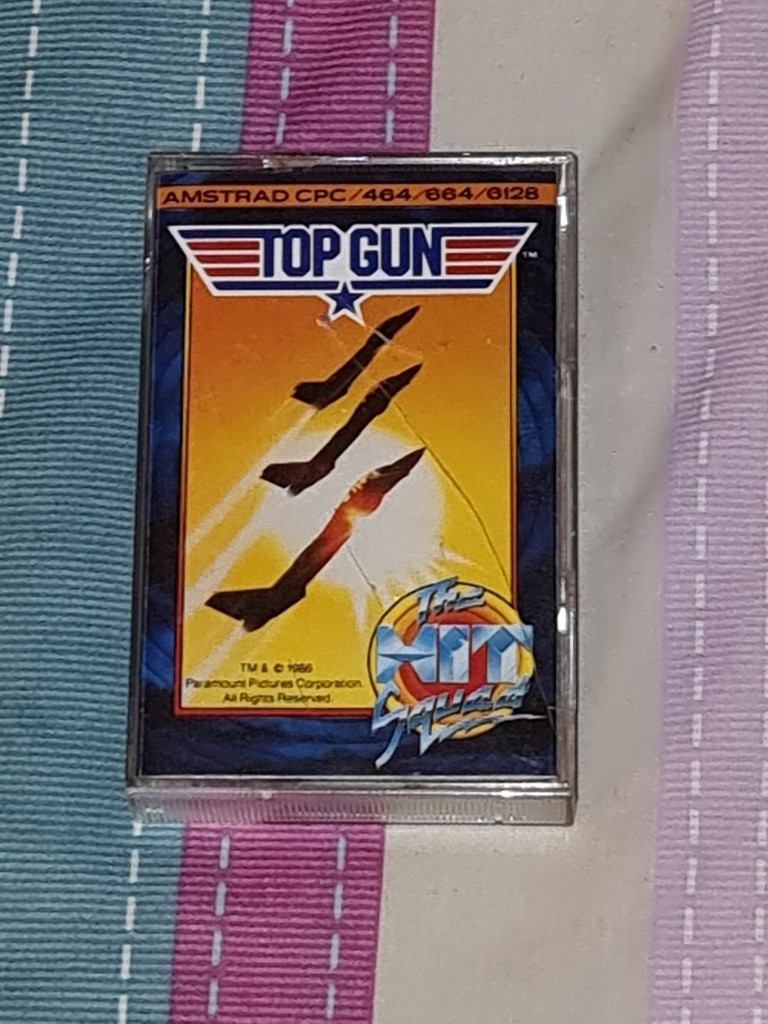 AMSTRAD CPC/464/664/6128
TOP GUN
™
TM & © 1986
Paramount Pictures Corporation.
All Rights Reserved.
The
HIT
Squad